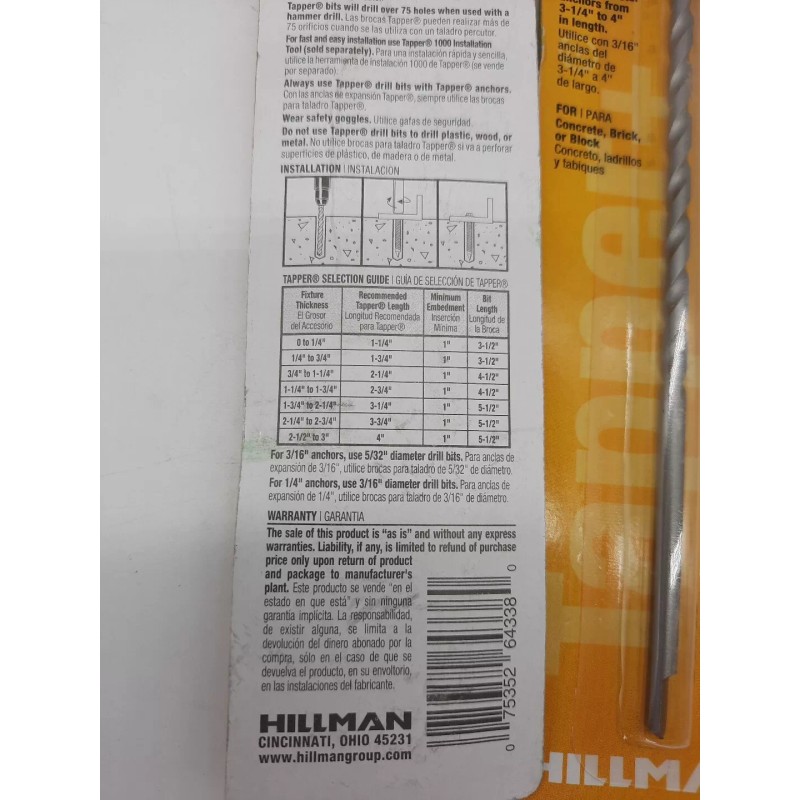 Tapper® bits will drill over 75 holes when used with a
hammer drill. Las brocas Tapper® pueden realizar más de
75 orificios cuando se las utiliza con un taladro percutor.
For fast and easy installation use Tapper® 1000 Installation
Tool (sold separately). Para una instalación rápida y sencilla,
utilice la herramienta de instalación 1000 de Tapper® (se vende
por separado).
Always use Tapper® drill bits with Tapper® anchors.
Con las anclas de expansión Tapper®, siempre utilice las brocas
para taladro Tapper®.
Wear safety goggles. Utilice gafas de seguridad.
Do not use Tapper® drill bits to drill plastic, wood, or
metal. No utilice brocas para taladro Tapper® si va a perforar
superficies de plástico, de madera o de metal.
INSTALLATION | INSTALACION
TAPPER® SELECTION GUIDE | GUÍA DE SELECCIÓN DE TAPPER®
Fixture Thickness El Grosor del Accesorio Recommended Tapper® Length Longitud Recomendada para Tapper® Minimum Embedment Inserción Mínima Bit Length Longitud de la Broca
0 to 1/4" 1-1/4" 1" 3-1/2"
1/4" to 3/4" 1-3/4" 1" 3-1/2"
3/4" to 1-1/4" 2-1/4" 1" 4-1/2"
1-1/4" to 1-3/4" 2-3/4" 1" 4-1/2"
1-3/4" to 2-1/4" 3-1/4" 1" 5-1/2"
2-1/4" to 2-3/4" 3-3/4" 1" 5-1/2"
2-1/2" to 3" 4" 1" 5-1/2"
For 3/16" anchors, use 5/32" diameter drill bits. Para anclas de
expansión de 3/16", utilice brocas para taladro de 5/32" de diámetro.
For 1/4" anchors, use 3/16" diameter drill bits. Para anclas de
expansión de 1/4", utilice brocas para taladro de 3/16" de diámetro.
WARRANTY | GARANTIA
The sale of this product is "as is" and without any express
warranties. Liability, if any, is limited to refund of purchase
price only upon return of product
and package to manufacturer's
plant. Este producto se vende "en el
estado en que está" y sin ninguna
garantía implícita. La responsabilidad,
de existir alguna, se limita a la
devolución del dinero abonado por la
compra, sólo en el caso de que se
devuelva el producto, en su envoltorio,
en las instalaciones del fabricante.
HILLMAN
CINCINNATI, OHIO 45231
www.hillmangroup.com
0 75352 64338 0
anchors from
3-1/4" to 4"
in length.
Utilice con 3/16"
anclas del
diámetro de
3-1/4" a 4"
de largo.
FOR | PARA
Concrete, Brick,
or Block
Concreto, ladrillos
y tabiques
Tapper
HILLMA